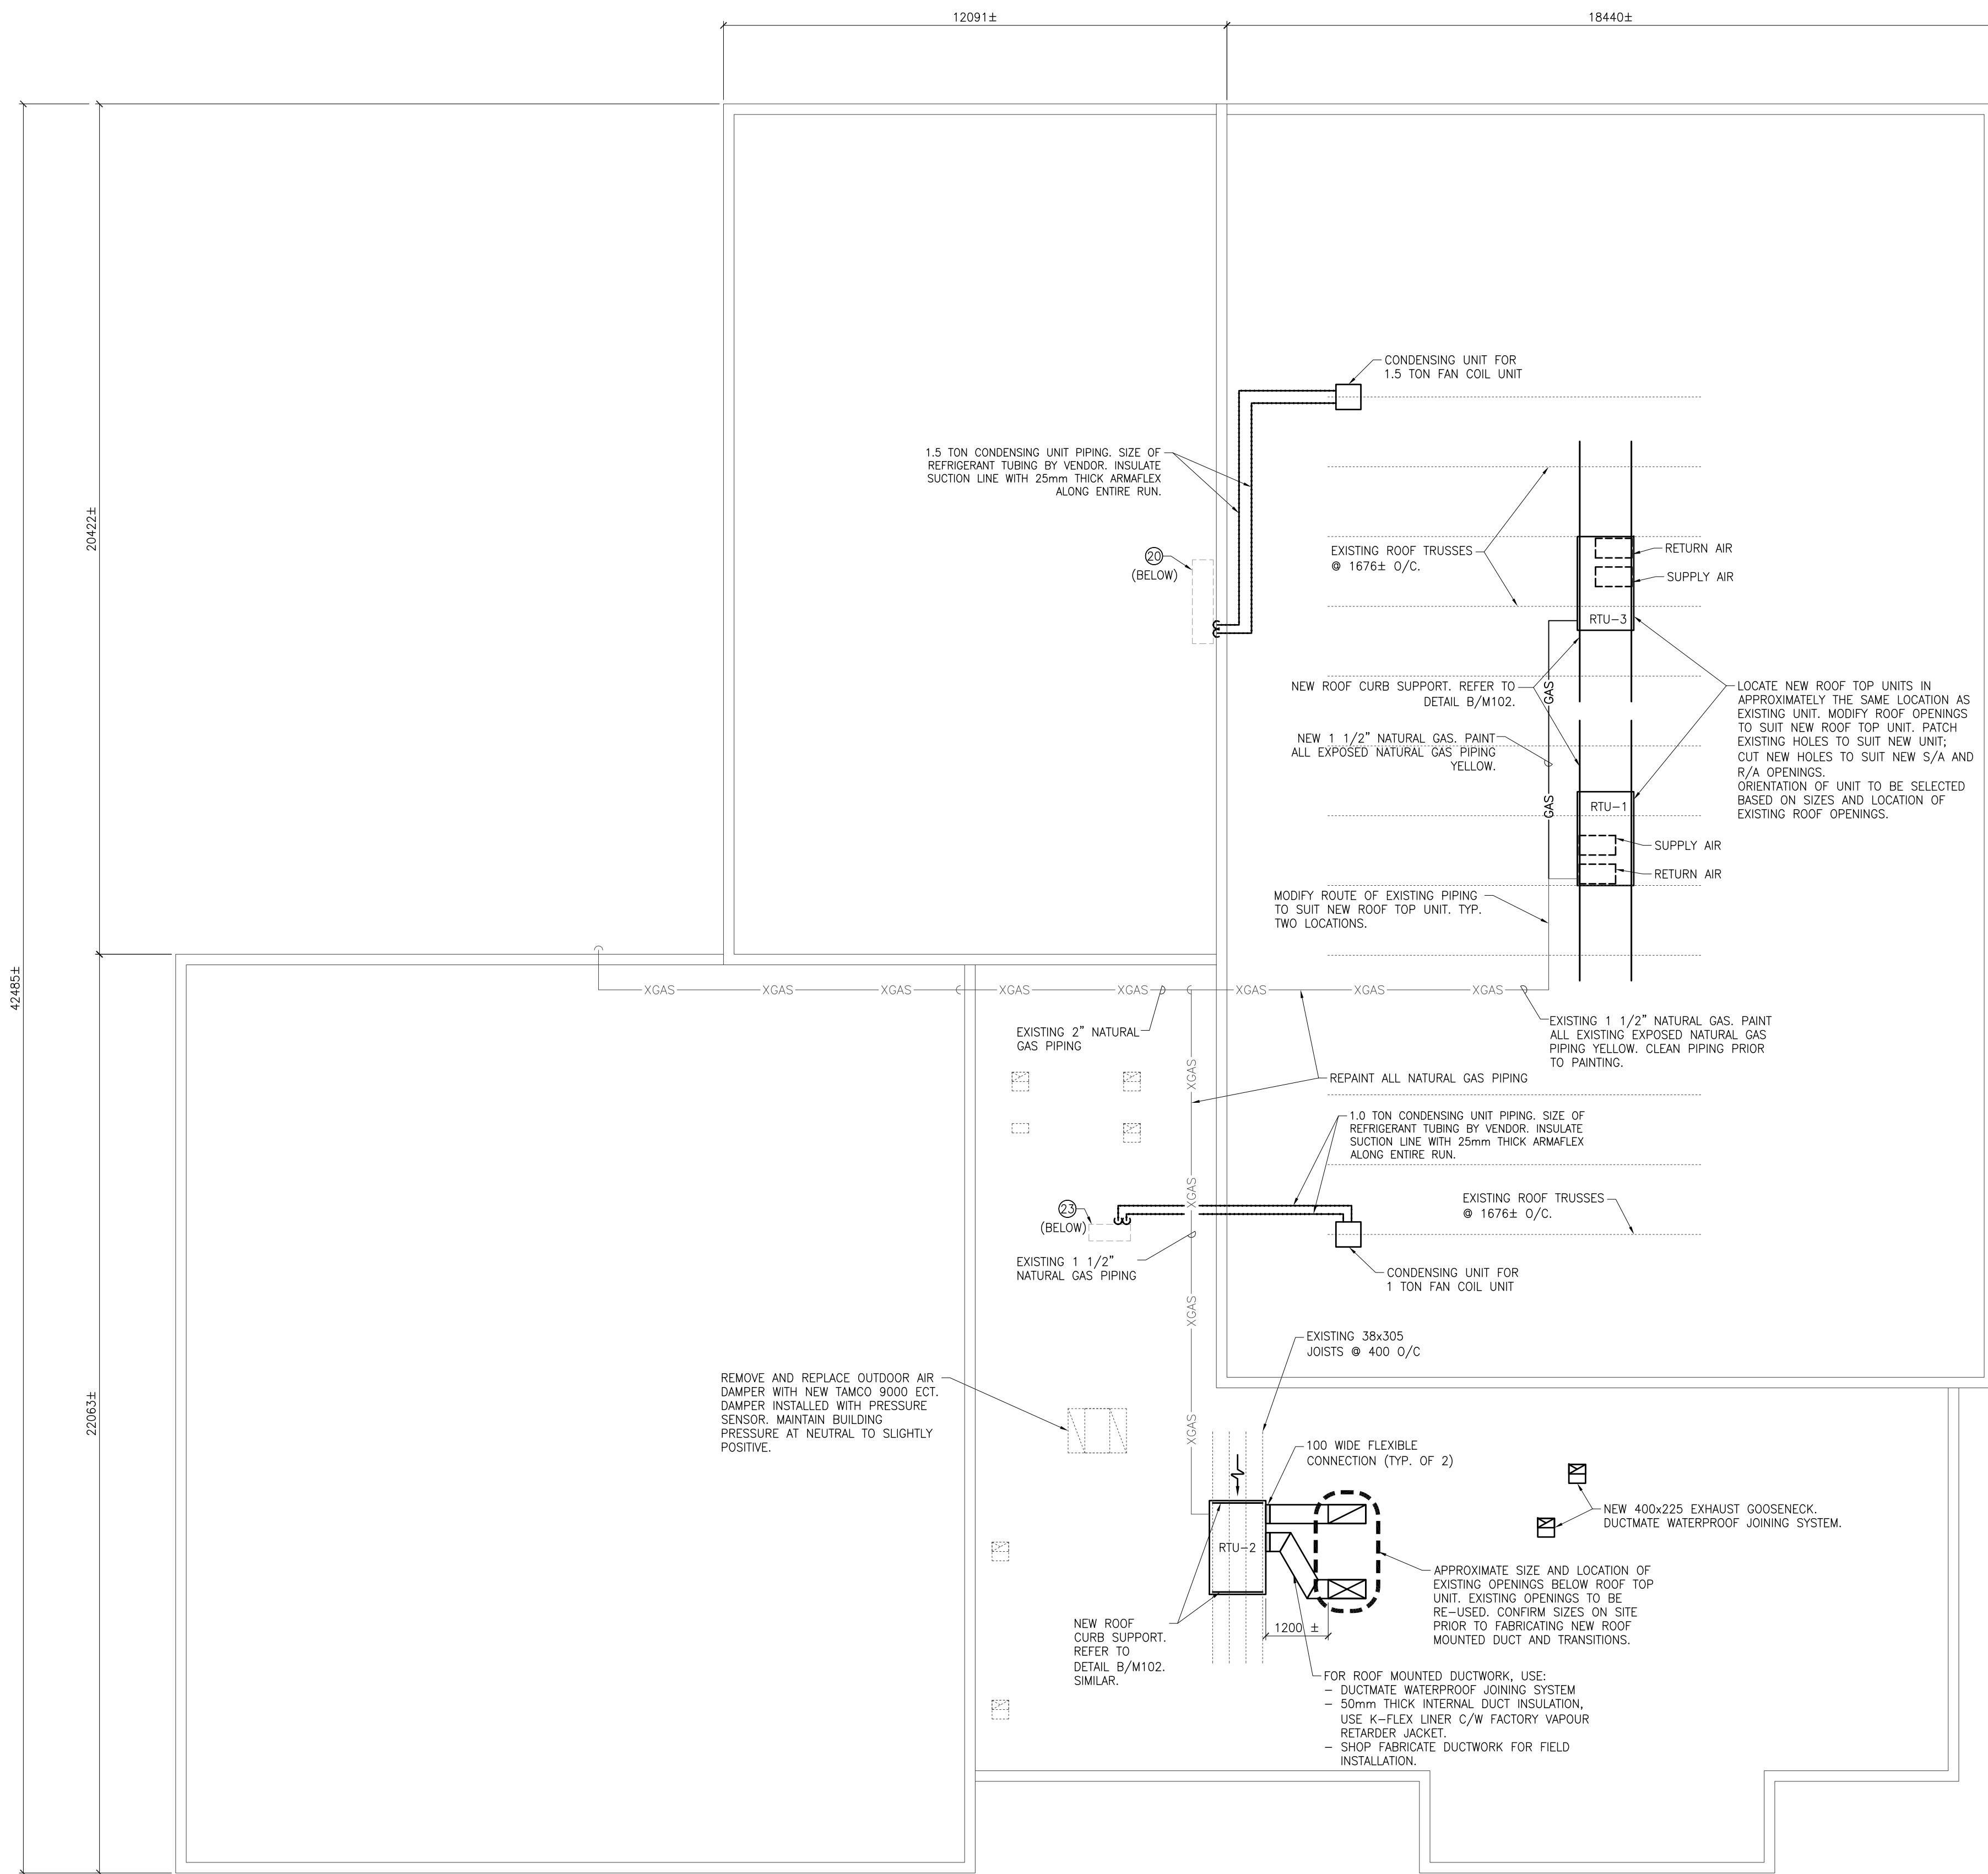 12091±
18440±
42485±
20422±
22063±
CONDENSING UNIT FOR
1.5 TON FAN COIL UNIT
1.5 TON CONDENSING UNIT PIPING. SIZE OF
REFRIGERANT TUBING BY VENDOR. INSULATE
SUCTION LINE WITH 25mm THICK ARMAFLEX
ALONG ENTIRE RUN.
20
(BELOW)
EXISTING ROOF TRUSSES
@ 1676± O/C.
RETURN AIR
SUPPLY AIR
RTU-3
NEW ROOF CURB SUPPORT. REFER TO
DETAIL B/M102.
GAS
LOCATE NEW ROOF TOP UNITS IN
APPROXIMATELY THE SAME LOCATION AS
EXISTING UNIT. MODIFY ROOF OPENINGS
TO SUIT NEW ROOF TOP UNIT. PATCH
EXISTING HOLES TO SUIT NEW UNIT;
CUT NEW HOLES TO SUIT NEW S/A AND
R/A OPENINGS.
ORIENTATION OF UNIT TO BE SELECTED
BASED ON SIZES AND LOCATION OF
EXISTING ROOF OPENINGS.
NEW 1 1/2" NATURAL GAS. PAINT
ALL EXPOSED NATURAL GAS PIPING
YELLOW.
GAS
RTU-1
SUPPLY AIR
RETURN AIR
MODIFY ROUTE OF EXISTING PIPING
TO SUIT NEW ROOF TOP UNIT. TYP.
TWO LOCATIONS.
XGAS
XGAS
XGAS
XGAS
XGAS
XGAS
XGAS
XGAS
EXISTING 2" NATURAL
GAS PIPING
EXISTING 1 1/2" NATURAL GAS. PAINT
ALL EXISTING EXPOSED NATURAL GAS
PIPING YELLOW. CLEAN PIPING PRIOR
TO PAINTING.
XGAS
REPAINT ALL NATURAL GAS PIPING
1.0 TON CONDENSING UNIT PIPING. SIZE OF
REFRIGERANT TUBING BY VENDOR. INSULATE
SUCTION LINE WITH 25mm THICK ARMAFLEX
ALONG ENTIRE RUN.
XGAS
23
(BELOW)
EXISTING ROOF TRUSSES
@ 1676± O/C.
EXISTING 1 1/2"
NATURAL GAS PIPING
CONDENSING UNIT FOR
1 TON FAN COIL UNIT
XGAS
EXISTING 38x305
JOISTS @ 400 O/C
REMOVE AND REPLACE OUTDOOR AIR
DAMPER WITH NEW TAMCO 9000 ECT.
DAMPER INSTALLED WITH PRESSURE
SENSOR. MAINTAIN BUILDING
PRESSURE AT NEUTRAL TO SLIGHTLY
POSITIVE.
XGAS
100 WIDE FLEXIBLE
CONNECTION (TYP. OF 2)
NEW 400x225 EXHAUST GOOSENECK.
DUCTMATE WATERPROOF JOINING SYSTEM.
RTU-2
APPROXIMATE SIZE AND LOCATION OF
EXISTING OPENINGS BELOW ROOF TOP
UNIT. EXISTING OPENINGS TO BE
RE-USED. CONFIRM SIZES ON SITE
PRIOR TO FABRICATING NEW ROOF
MOUNTED DUCT AND TRANSITIONS.
NEW ROOF
CURB SUPPORT.
REFER TO
DETAIL B/M102.
SIMILAR.
1200 ±
FOR ROOF MOUNTED DUCTWORK, USE:
- DUCTMATE WATERPROOF JOINING SYSTEM
- 50mm THICK INTERNAL DUCT INSULATION,
USE K-FLEX LINER C/W FACTORY VAPOUR
RETARDER JACKET.
- SHOP FABRICATE DUCTWORK FOR FIELD
INSTALLATION.